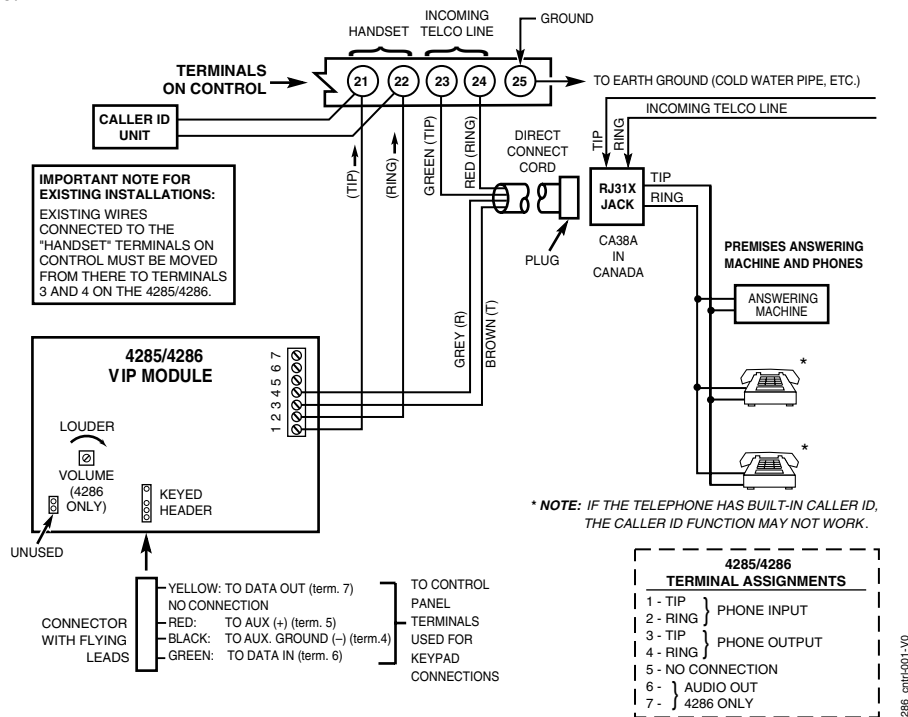 HANDSET
INCOMING
TELCO LINE
GROUND
TERMINALS
ON CONTROL
21
22
23
24
25
TO EARTH GROUND (COLD WATER PIPE, ETC.)
INCOMING TELCO LINE
CALLER ID
UNIT
(TIP)
(RING)
GREEN (TIP)
RED (RING)
DIRECT
CONNECT
CORD
TIP
RING
RJ31X
JACK
TIP
RING
PLUG
CA38A
IN
CANADA
IMPORTANT NOTE FOR
EXISTING INSTALLATIONS:
EXISTING WIRES
CONNECTED TO THE
"HANDSET" TERMINALS ON
CONTROL MUST BE MOVED
FROM THERE TO TERMINALS
3 AND 4 ON THE 4285/4286.
PREMISES ANSWERING
MACHINE AND PHONES
ANSWERING
MACHINE
*
*
GREY (R)
BROWN (T)
4285/4286
VIP MODULE
1 2 3 4 5 6 7
LOUDER
VOLUME
(4286
ONLY)
KEYED
HEADER
UNUSED
* NOTE: IF THE TELEPHONE HAS BUILT-IN CALLER ID,
THE CALLER ID FUNCTION MAY NOT WORK.
CONNECTOR
WITH FLYING
LEADS
YELLOW: TO DATA OUT (term. 7)
NO CONNECTION
RED: TO AUX (+) (term. 5)
BLACK: TO AUX. GROUND (–) (term.4)
GREEN: TO DATA IN (term. 6)
TO CONTROL
PANEL
TERMINALS
USED FOR
KEYPAD
CONNECTIONS
4285/4286
TERMINAL ASSIGNMENTS
1 - TIP
2 - RING
PHONE INPUT
3 - TIP
4 - RING
PHONE OUTPUT
5 - NO CONNECTION
6 -
7 -
AUDIO OUT
4286 ONLY
286_cntrl-001-V0